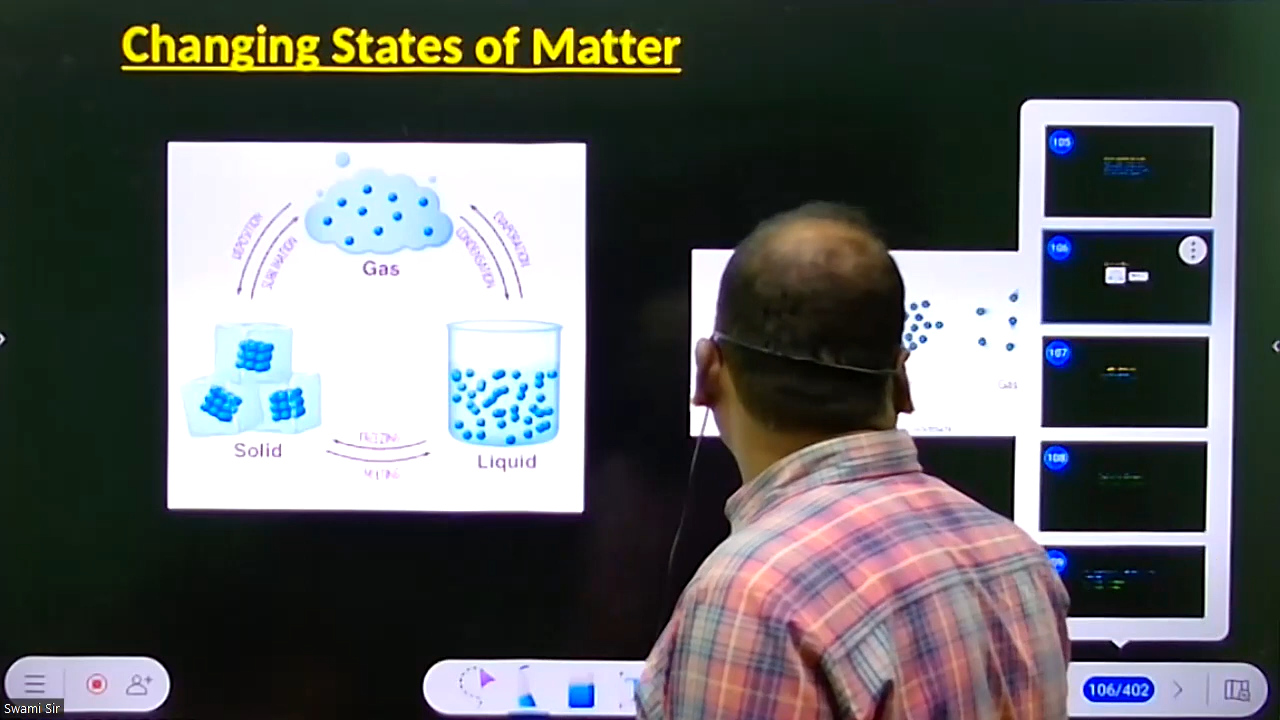 Changing States of Matter
DEPOSITION
SUBLIMATION
EVAPORATION
CONDENSATION
Gas
Solid
FREEZING
MELTING
Liquid
Gas
105
106
107
108
106/402
Swami Sir